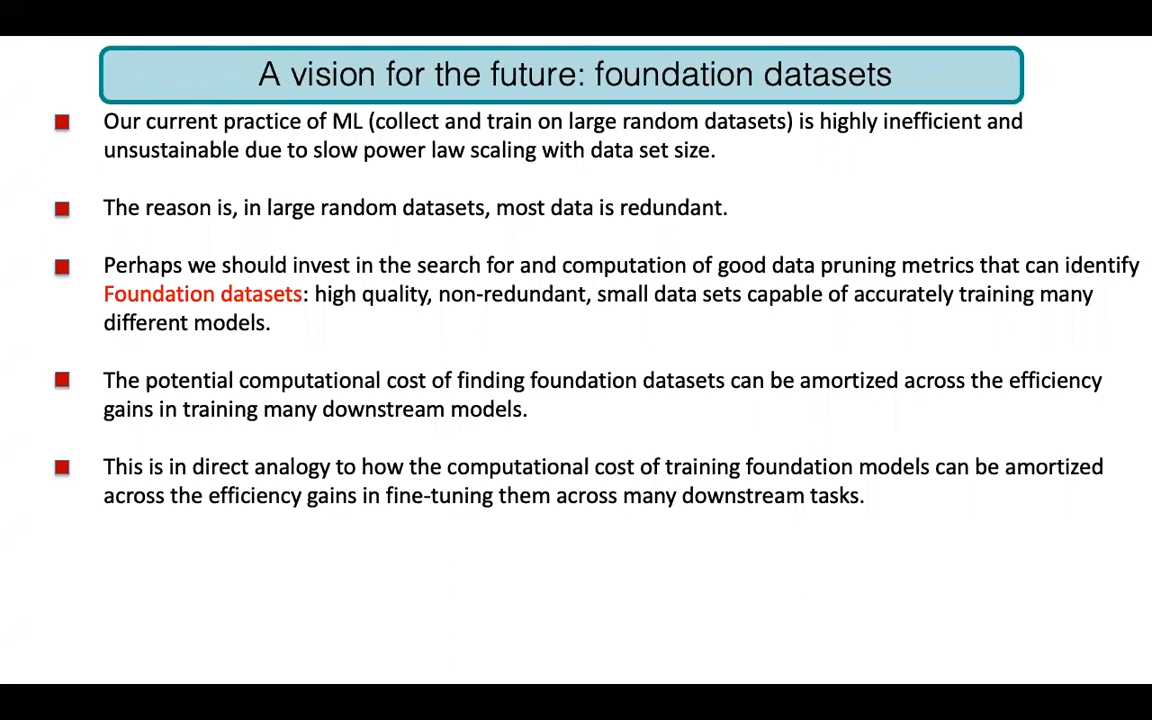 A vision for the future: foundation datasets
Our current practice of ML (collect and train on large random datasets) is highly inefficient and
unsustainable due to slow power law scaling with data set size.
The reason is, in large random datasets, most data is redundant.
Perhaps we should invest in the search for and computation of good data pruning metrics that can identify
Foundation datasets: high quality, non-redundant, small data sets capable of accurately training many
different models.
The potential computational cost of finding foundation datasets can be amortized across the efficiency
gains in training many downstream models.
This is in direct analogy to how the computational cost of training foundation models can be amortized
across the efficiency gains in fine-tuning them across many downstream tasks.